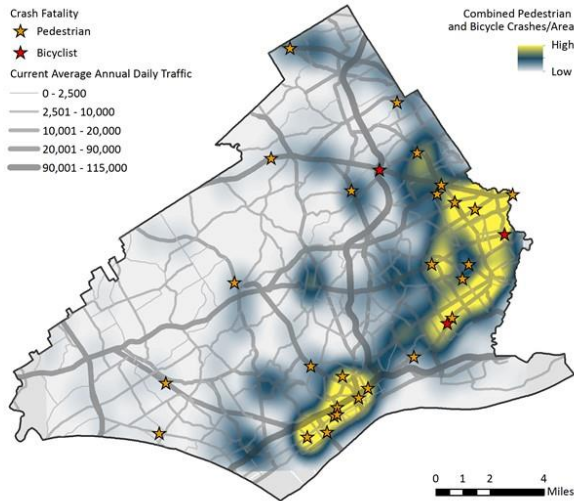 Crash Fatality
Pedestrian
Bicyclist
Current Average Annual Daily Traffic
0 - 2,500
2,501 - 10,000
10,001 - 20,000
20,001 - 90,000
90,001 - 115,000
Combined Pedestrian
and Bicycle Crashes/Area
High
Low
0 2 4
Miles